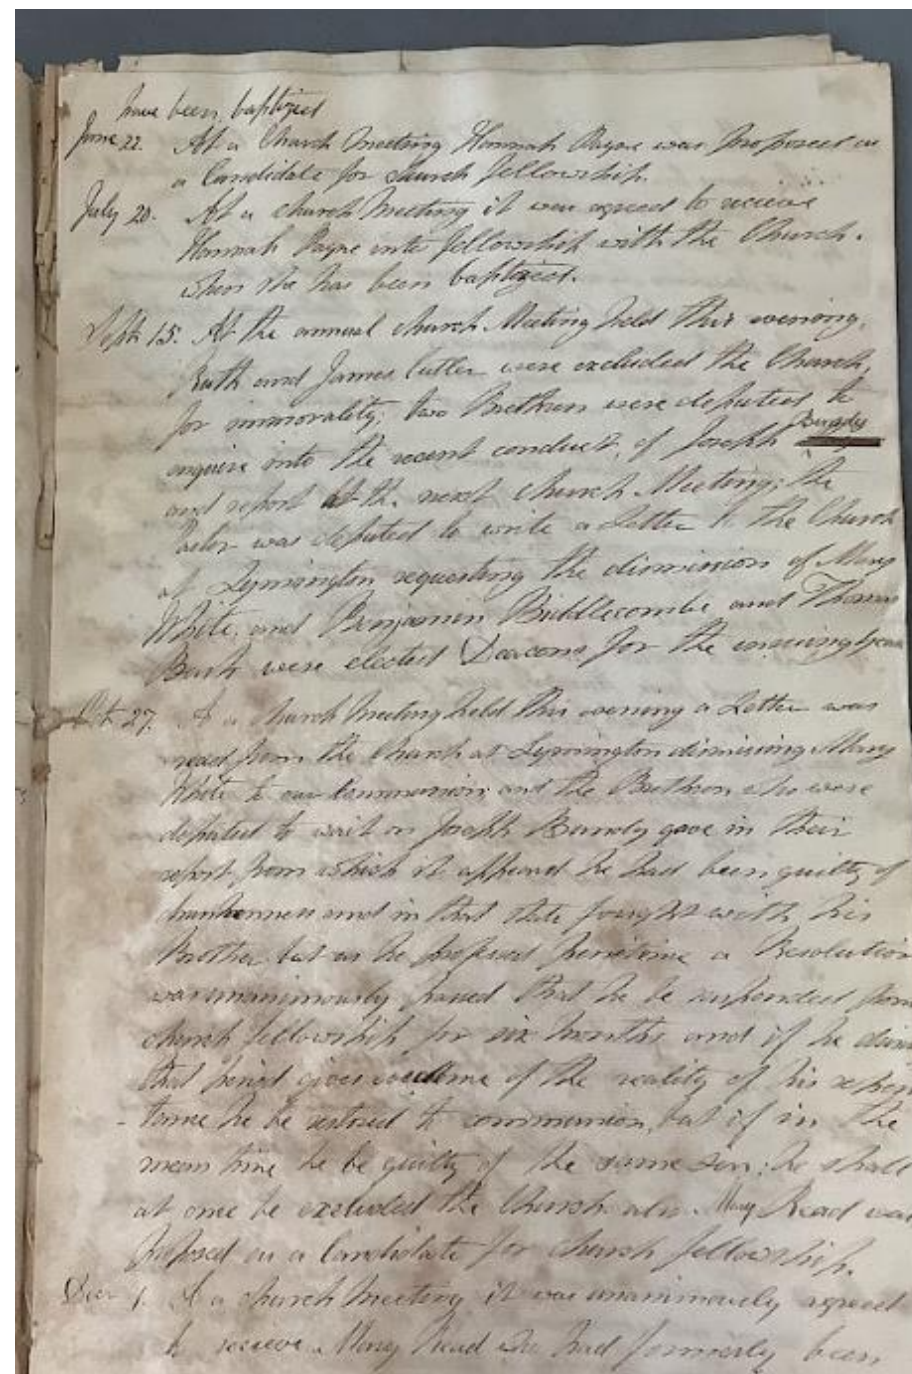 have been baptized
June 22. At a Church Meeting Hannah Payne was proposed as
a Candidate for church fellowship.
July 20. At a church Meeting it was agreed to recieve
Hannah Payne into fellowship with the Church.
when she has been baptized.
Septr 15. At the annual church Meeting held this evening,
Ruth and James Cutler were excluded the Church,
for immorality; two Brethren were deputed to
enquire into the recent conduct, of Joseph Bundy
and report at the next Church Meeting; the
Pastor was deputed to write a Letter to the Church
at Lymington requesting the dismission of Mary
White, and Benjamin Biddlecombe and Thomas
were elected Deacons for the ensuing year
Oct. 27. At a church Meeting held this evening a Letter was
read from the Church at Lymington dismissing Mary
White to our Communion; and the Brethren who were
deputed to wait on Joseph Bundy gave in their
report from which it appeard he had been guilty of
drunkenness and in that state fought with his
Brother but as he professed penitence a Resolution
was unanimously passed that he be suspended from
church fellowship for six months and if he during
that period gives evidence of the reality of his repen
-tance he be restored to communion, but if in the
mean time he be guilty of the same sin; he shall
at once be excluded the Church also. Mary Read was
proposed as a Candidate for church fellowship.
Decr 1. At a church Meeting it was unanimously agreed
to recieve Mary Read who had formerly been